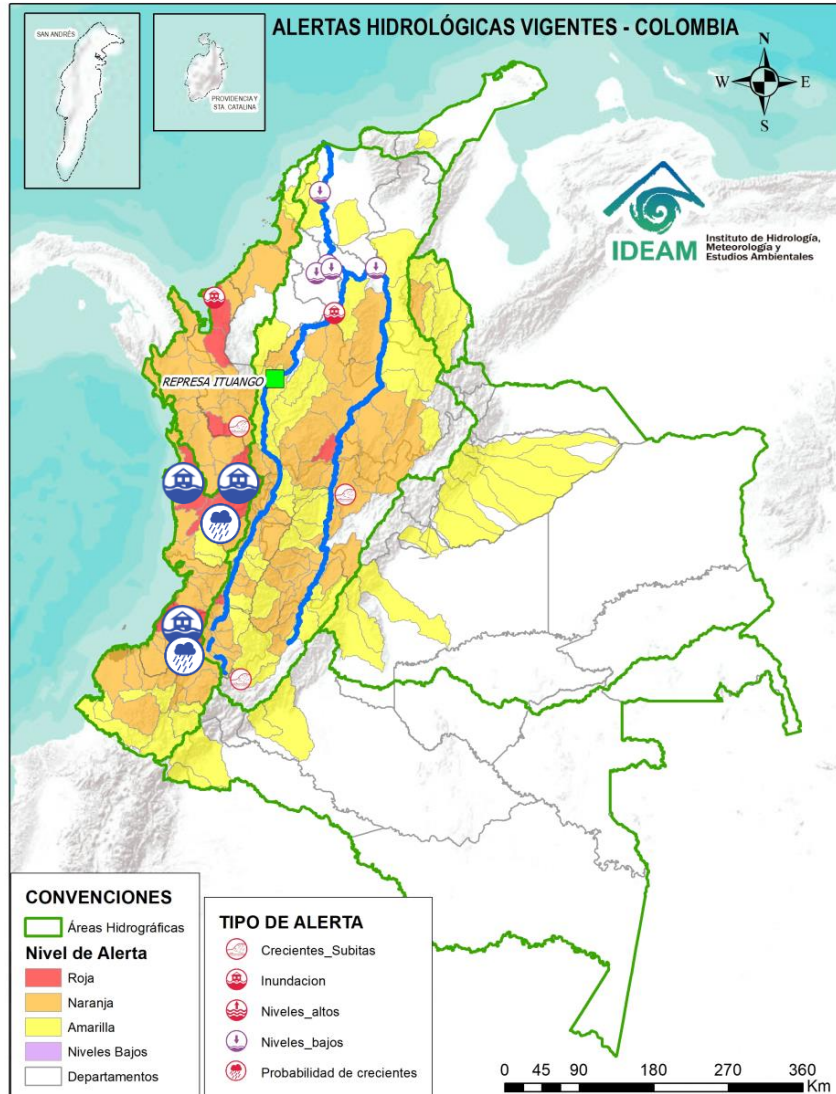 ALERTAS HIDROLÓGICAS VIGENTES - COLOMBIA
SAN ANDRÉS
PROVIDENCIA Y
STA. CATALINA
N
W
E
S
IDEAM
Instituto de Hidrología,
Meteorología y
Estudios Ambientales
REPRESA ITUANGO
CONVENCIONES
Áreas Hidrográficas
Nivel de Alerta
Roja
Naranja
Amarilla
Niveles Bajos
Departamentos
TIPO DE ALERTA
Crecientes_Subitas
Inundacion
Niveles_altos
Niveles_bajos
Probabilidad de crecientes
0 45 90 180 270 360
Km